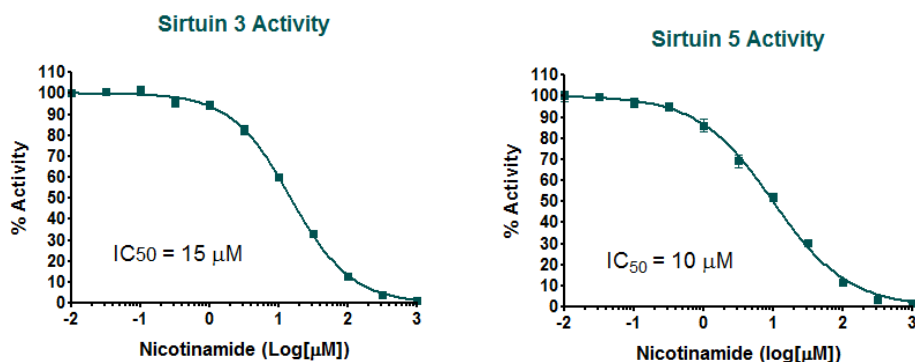 Sirtuin 3 Activity
110
100
90
80
70
60
50
40
30
20
10
0
% Activity
IC50 = 15 μM
-2 -1 0 1 2 3
Nicotinamide (Log[μM])
Sirtuin 5 Activity
110
100
90
80
70
60
50
40
30
20
10
0
% Activity
IC50 = 10 μM
-2 -1 0 1 2 3
Nicotinamide (log[μM])